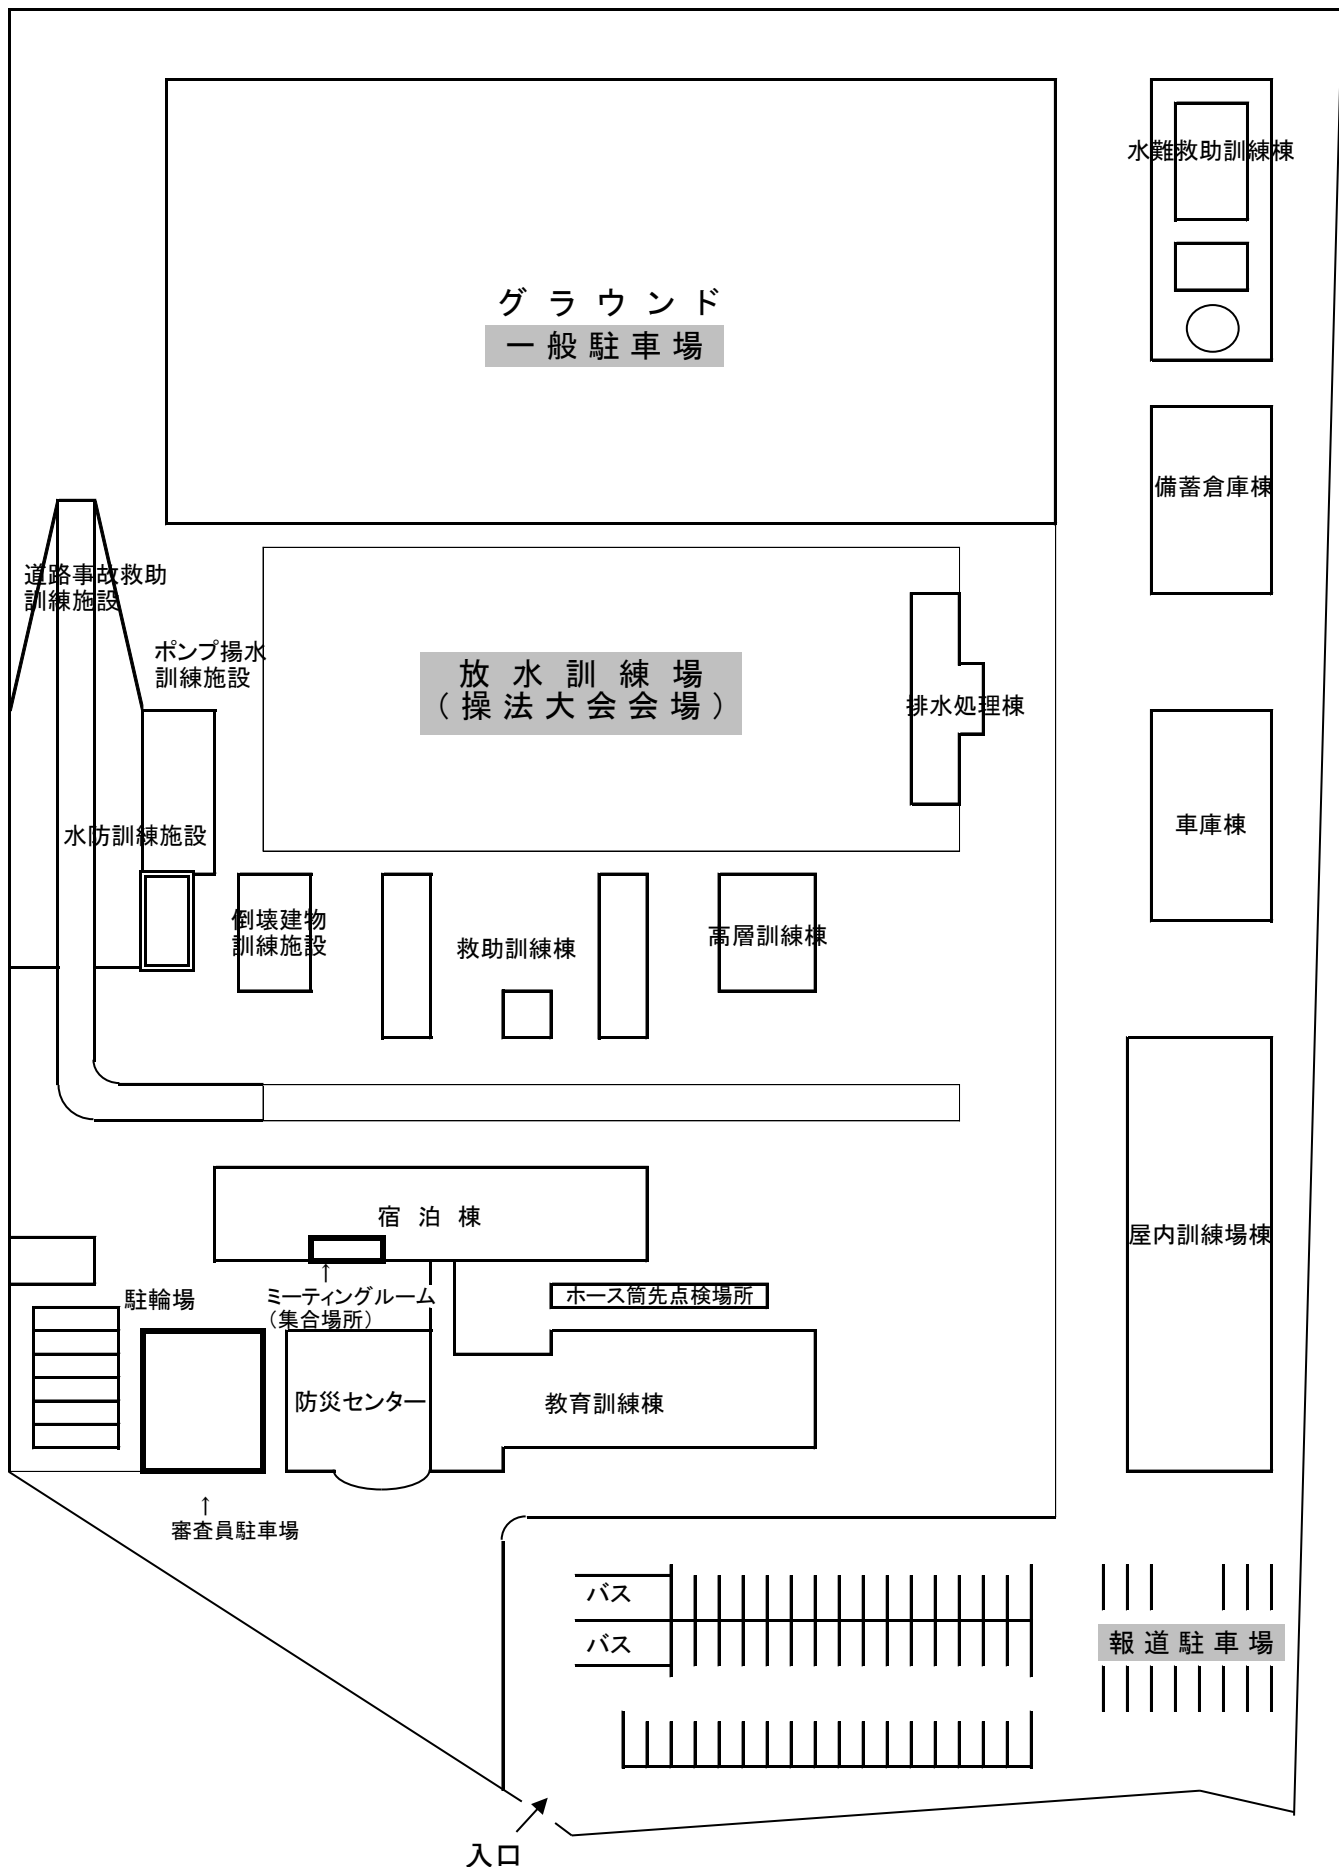 水難救助訓練棟
グラウンド
一般駐車場
備蓄倉庫棟
道路事故救助
訓練施設
ポンプ揚水
訓練施設
放水訓練場
（操法大会会場）
排水処理棟
車庫棟
水防訓練施設
倒壊建物
訓練施設
救助訓練棟
高層訓練棟
宿泊棟
屋内訓練場棟
↑
ミーティングルーム
（集合場所）
ホース筒先点検場所
駐輪場
防災センター
教育訓練棟
↑
審査員駐車場
バス
バス
報道駐車場
入口